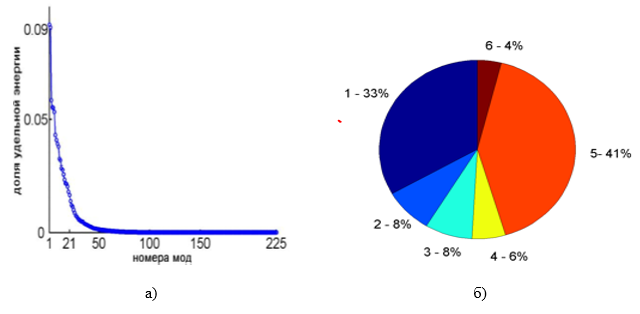 доля удельной энергии
0.09
0.05
0
1 21 50 100 150 225
номера мод
а)
6 - 4%
1 - 33%
5- 41%
2 - 8%
3 - 8%
4 - 6%
б)